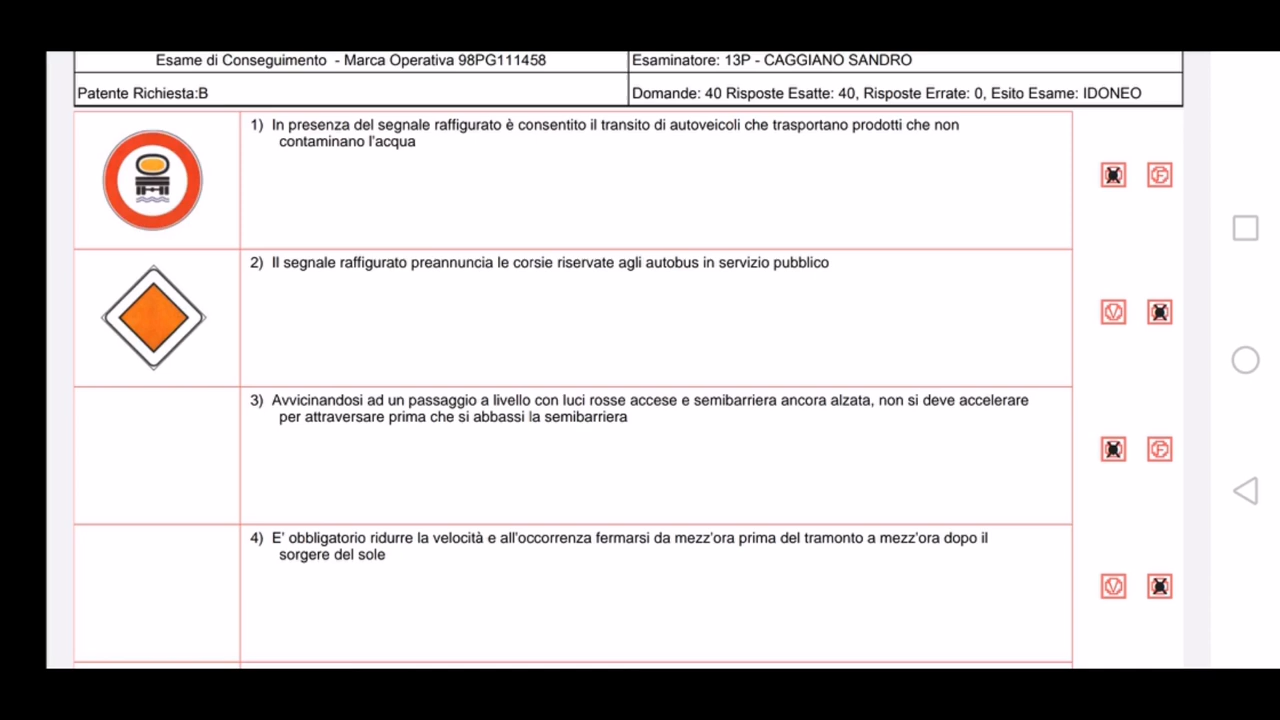 Esame di Conseguimento - Marca Operativa 98PG111458
Esaminatore: 13P - CAGGIANO SANDRO
Patente Richiesta:B
Domande: 40 Risposte Esatte: 40, Risposte Errate: 0, Esito Esame: IDONEO
1) In presenza del segnale raffigurato è consentito il transito di autoveicoli che trasportano prodotti che non
contaminano l'acqua
F
2) Il segnale raffigurato preannuncia le corsie riservate agli autobus in servizio pubblico
V
3) Avvicinandosi ad un passaggio a livello con luci rosse accese e semibarriera ancora alzata, non si deve accelerare
per attraversare prima che si abbassi la semibarriera
F
4) E' obbligatorio ridurre la velocità e all'occorrenza fermarsi da mezz'ora prima del tramonto a mezz'ora dopo il
sorgere del sole
V